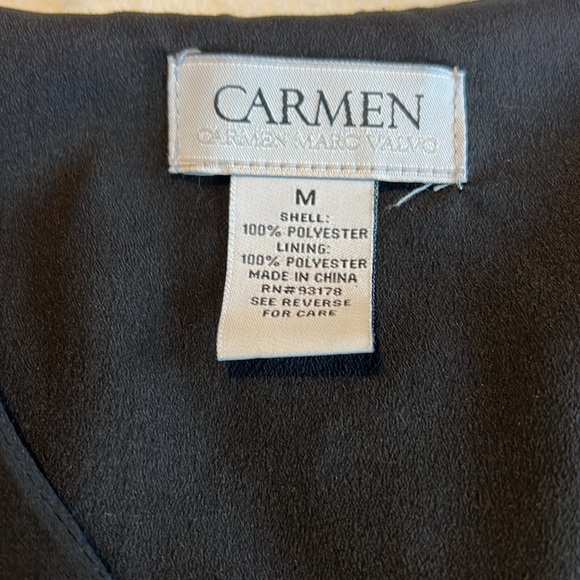 CARMEN
CARMEN MARC VALVO
M
SHELL:
100% POLYESTER
LINING:
100% POLYESTER
MADE IN CHINA
RN#93178
SEE REVERSE
FOR CARE